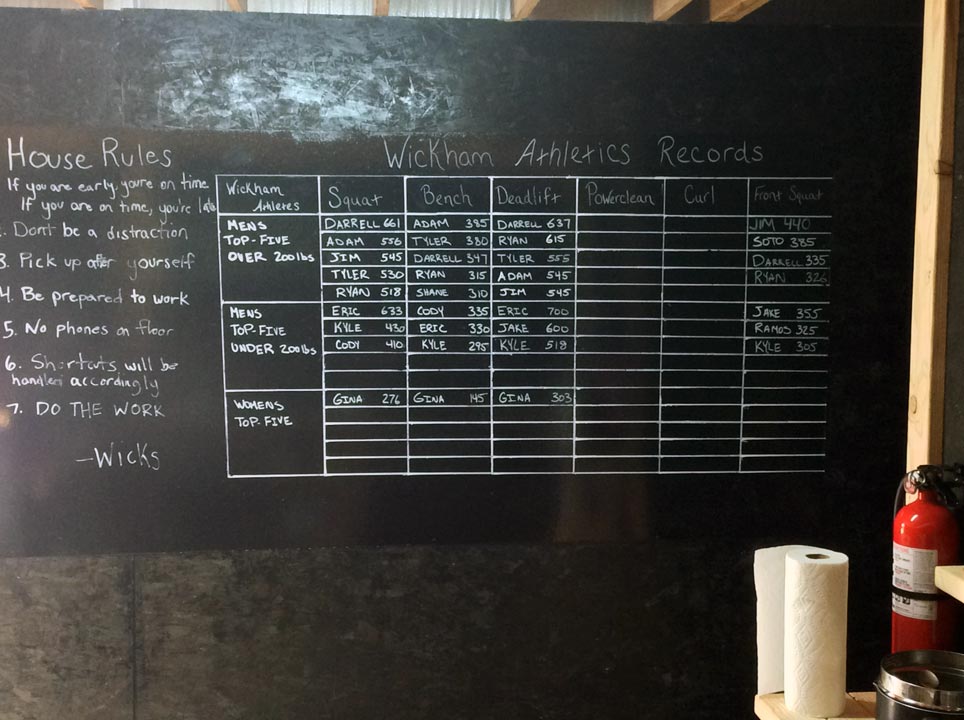 House Rules
If you are early, you're on time
If you are on time, you're late
. Don't be a distraction
3. Pick up after yourself
4. Be prepared to work
5. No phones on floor
6. Shortcuts will be
handled accordingly
7. DO THE WORK
-Wicks
Wickham Athletics Records
Wickham Athletes Squat Bench Deadlift Powerclean Curl Front Squat
MENS TOP-FIVE OVER 200lbs
DARRELL 661 ADAM 385 DARRELL 637 JIM 440
ADAM 556 TYLER 380 RYAN 615 SOTO 385
JIM 545 DARRELL 347 TYLER 555 DARRELL 335
TYLER 530 RYAN 315 ADAM 545 RYAN 326
RYAN 518 SHANE 310 JIM 545
MENS TOP-FIVE UNDER 200lbs
ERIC 633 CODY 335 ERIC 700 JAKE 355
KYLE 430 ERIC 330 JAKE 600 RAMOS 325
CODY 410 KYLE 295 KYLE 518 KYLE 305
WOMENS TOP-FIVE
GINA 276 GINA 145 GINA 303